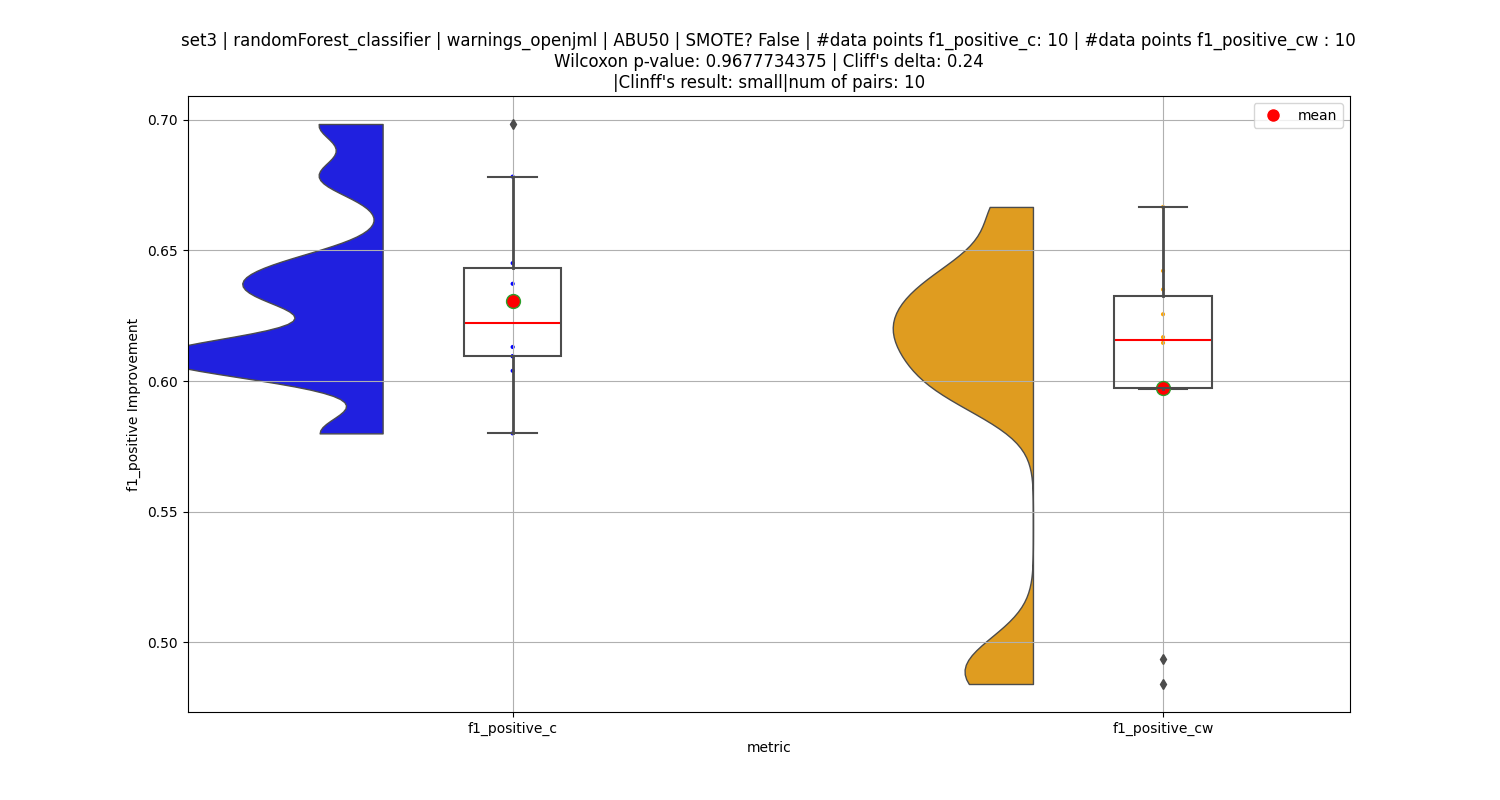 set3 | randomForest_classifier | warnings_openjml | ABU50 | SMOTE? False | #data points f1_positive_c: 10 | #data points f1_positive_cw : 10
Wilcoxon p-value: 0.9677734375 | Cliff's delta: 0.24
|Clinff's result: small|num of pairs: 10
mean
0.70
0.65
0.60
0.55
0.50
f1_positive Improvement
f1_positive_c
f1_positive_cw
metric